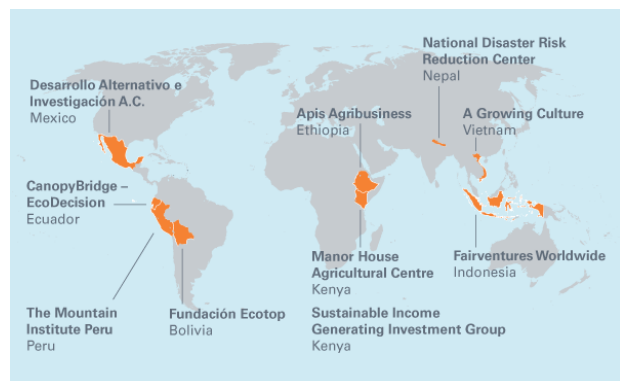 National Disaster Risk
Reduction Center
Nepal
Desarrollo Alternativo e
Investigación A.C.
Mexico
Apis Agribusiness
Ethiopia
A Growing Culture
Vietnam
CanopyBridge –
EcoDecision
Ecuador
Manor House
Agricultural Centre
Kenya
Fairventures Worldwide
Indonesia
The Mountain
Institute Peru
Peru
Fundación Ecotop
Bolivia
Sustainable Income
Generating Investment Group
Kenya